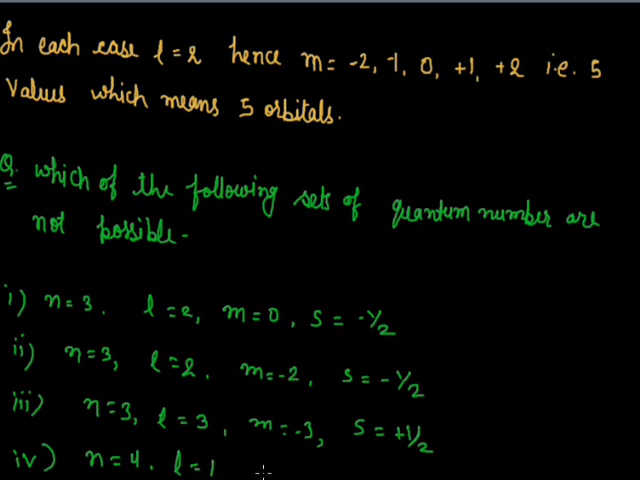 In each case l = 2 hence m = -2, -1, 0, +1, +2 i.e. 5
Values which means 5 orbitals.
Q. which of the following sets of quantum number are
not possible -
i) n = 3. l = 2, m = 0, s = -1/2
ii) n = 3, l = 2. m = -2, s = -1/2
iii) n = 3, l = 3, m = -3, s = +1/2
iv) n = 4. l = 1